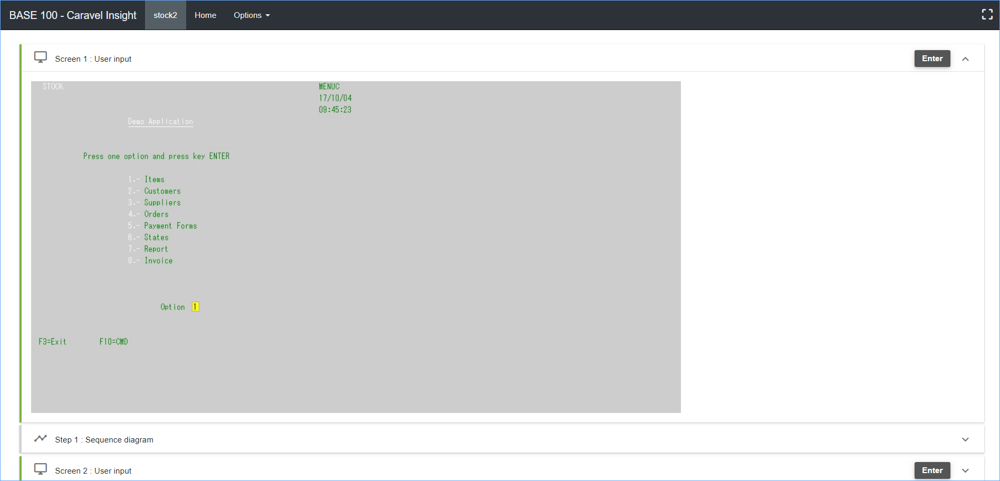 BASE 100 - Caravel Insight stock2 Home Options
Screen 1 : User input Enter
STOCK MENUC
17/10/04
09:45:23
Demo Application
Press one option and press key ENTER
1.- Items
2.- Customers
3.- Suppliers
4.- Orders
5.- Payment Forms
6.- States
7.- Report
8.- Invoice
Option 1
F3=Exit F10=CMD
Step 1 : Sequence diagram
Screen 2 : User input Enter